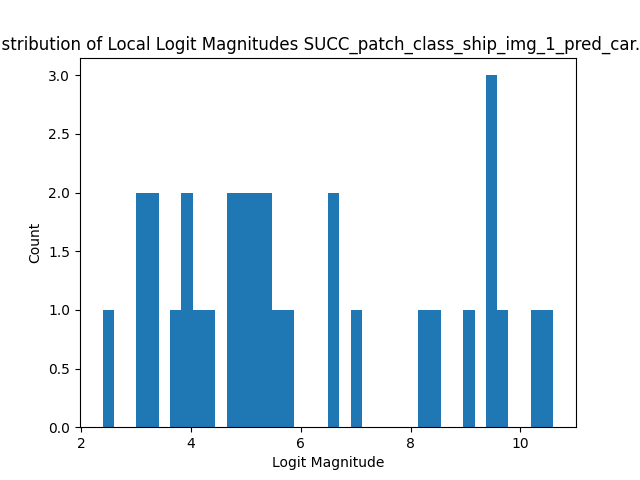 stribution of Local Logit Magnitudes SUCC_patch_class_ship_img_1_pred_car.
3.0
2.5
2.0
1.5
1.0
0.5
0.0
Count
2 4 6 8 10
Logit Magnitude